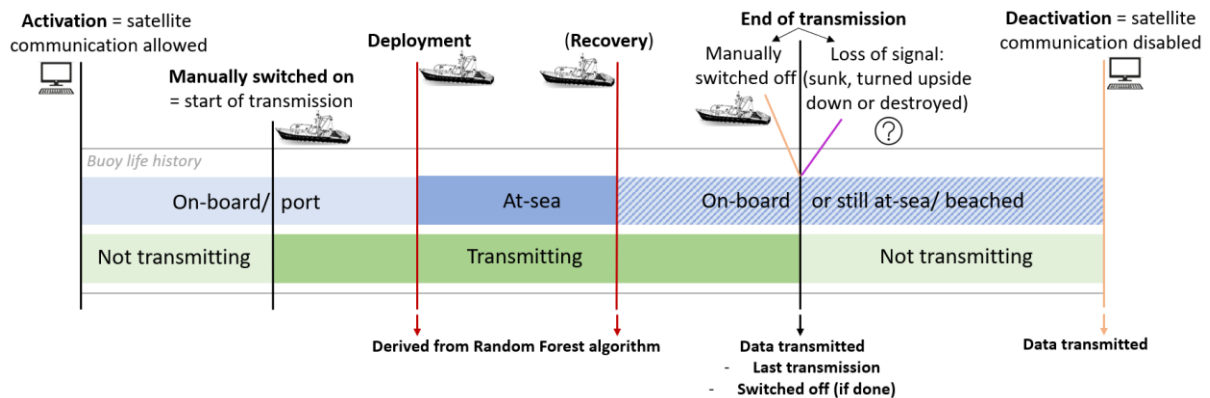 Activation = satellite
communication allowed
Manually switched on
= start of transmission
Deployment
(Recovery)
End of transmission
Manually
switched off
Loss of signal:
(sunk, turned upside
down or destroyed)
?
Deactivation = satellite
communication disabled
Buoy life history
On-board/ port
At-sea
On-board or still at-sea/ beached
Not transmitting
Transmitting
Not transmitting
Derived from Random Forest algorithm
Data transmitted
- Last transmission
- Switched off (if done)
Data transmitted